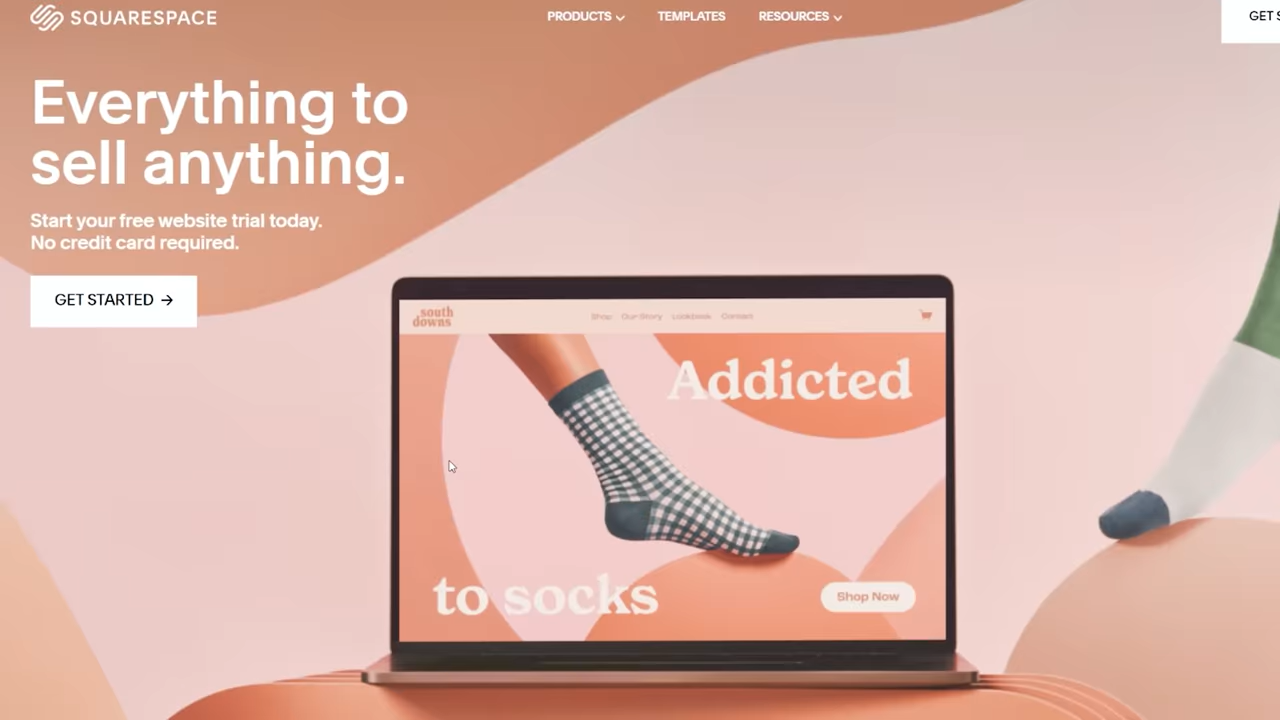 SQUARESPACE
PRODUCTS
TEMPLATES
RESOURCES
GET
Everything to
sell anything.
Start your free website trial today.
No credit card required.
GET STARTED →
south
downs
Shop
Our Story
Lookbook
Contact
Addicted
to socks
Shop Now